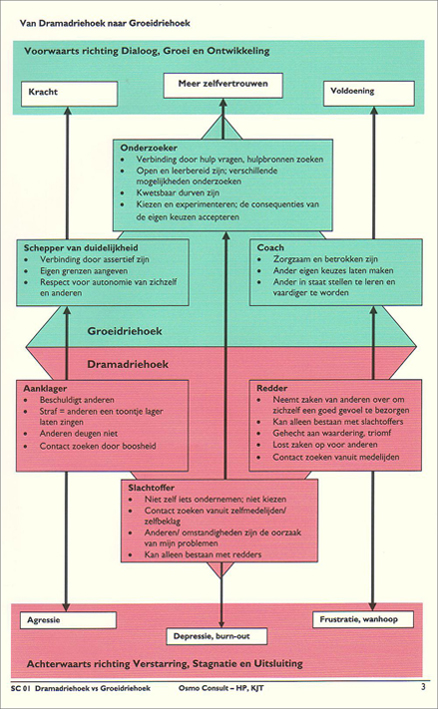 Van Dramadriehoek naar Groeidriehoek
Voorwaarts richting Dialoog, Groei en Ontwikkeling
Kracht
Meer zelfvertrouwen
Voldoening
Onderzoeker
• Verbinding door hulp vragen, hulpbronnen zoeken
• Open en leerbereid zijn; verschillende
mogelijkheden onderzoeken
• Kwetsbaar durven zijn
• Kiezen en experimenteren; de consequenties van
de eigen keuzen accepteren
Schepper van duidelijkheid
• Verbinding door assertief zijn
• Eigen grenzen aangeven
• Respect voor autonomie van zichzelf
en anderen
Coach
• Zorgzaam en betrokken zijn
• Ander eigen keuzes laten maken
• Ander in staat stellen te leren en
vaardiger te worden
Groeidriehoek
Dramadriehoek
Aanklager
• Beschuldigt anderen
• Straf = anderen een toontje lager
laten zingen
• Anderen deugen niet
• Contact zoeken door boosheid
Redder
• Neemt zaken van anderen over om
zichzelf een goed gevoel te bezorgen
• Kan alleen bestaan met slachtoffers
• Gehecht aan waardering, triomf
• Lost zaken op voor anderen
• Contact zoeken vanuit medelijden
Slachtoffer
• Niet zelf iets ondernemen; niet kiezen
• Contact zoeken vanuit zelfmedelijden/
zelfbeklag
• Anderen/ omstandigheden zijn de oorzaak
van mijn problemen
• Kan alleen bestaan met redders
Agressie
Depressie, burn-out
Frustratie, wanhoop
Achterwaarts richting Verstarring, Stagnatie en Uitsluiting
SC 01 Dramadriehoek vs Groeidriehoek Osmo Consult – HP, KJT 3